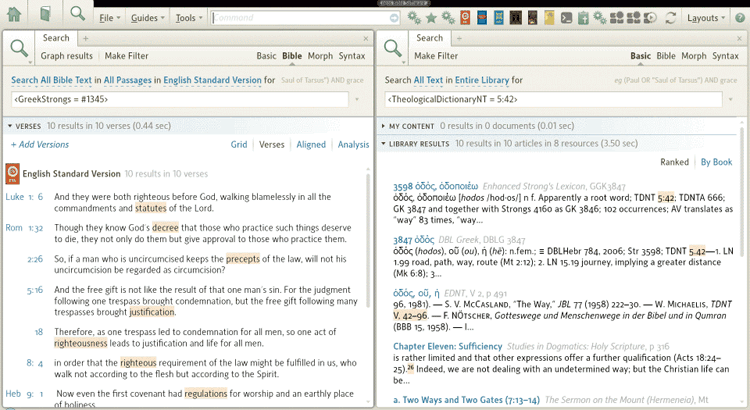 File Guides Tools Command Layouts
Search
Graph results Make Filter Basic Bible Morph Syntax
Search All Bible Text in All Passages in English Standard Version for Saul of Tarsus") AND grace
<GreekStrongs = #1345>
VERSES 10 results in 10 verses (0.44 sec)
+ Add Versions Grid Verses Aligned Analysis
English Standard Version 10 results in 10 verses
Luke 1: 6 And they were both righteous before God, walking blamelessly in all the
commandments and statutes of the Lord.
Rom 1:32 Though they know God's decree that those who practice such things deserve
to die, they not only do them but give approval to those who practice them.
2:26 So, if a man who is uncircumcised keeps the precepts of the law, will not his
uncircumcision be regarded as circumcision?
5:16 And the free gift is not like the result of that one man's sin. For the judgment
following one trespass brought condemnation, but the free gift following many
trespasses brought justification.
18 Therefore, as one trespass led to condemnation for all men, so one act of
righteousness leads to justification and life for all men.
8: 4 in order that the righteous requirement of the law might be fulfilled in us, who
walk not according to the flesh but according to the Spirit.
Heb 9: 1 Now even the first covenant had regulations for worship and an earthly place
of holiness.
Search
Make Filter Basic Bible Morph Syntax
Search All Text in Entire Library for eg (Paul OR "Saul of Tarsus") AND grace
<TheologicalDictionaryNT = 5:42>
MY CONTENT 0 results in 0 documents (0.01 sec)
LIBRARY RESULTS 10 results in 10 articles in 8 resources (3.50 sec)
Ranked By Book
3598 ὁδός, ὁδοποιέω Enhanced Strong's Lexicon, GGK3847
ὁδός, ὁδοποιέω [hodos /hod·os/] n f. Apparently a root word; TDNT 5:42; TDNTA 666;
GK 3847 and together with Strongs 4160 as GK 3846; 102 occurrences; AV translates as
"way" 83 times, "way…
3847 ὁδός DBL Greek, DBLG 3847
ὁδός (hodos), οῦ (ou), ἡ (hē): n.fem.; ≡ DBLHebr 784, 2006; Str 3598; TDNT 5.42—1. LN
1.99 road, path, way, route (Mt 2:12); 2. LN 15.19 journey, implying a greater distance
(Mk 6:8); 3…
ὁδός, οῦ, ἡ EDNT, V 2, p 491
96, 1981). — S. V. McCASLAND, "The Way," JBL 77 (1958) 222–30. — W. MICHAELIS, TDNT
V, 42–96. — F. NÖTSCHER, Gotteswege und Menschenwege in der Bibel und in Qumran
(BBB 15, 1958). — I…
Chapter Eleven: Sufficiency Studies in Dogmatics: Holy Scripture, p 316
is rather limited and that other expressions offer a further qualification (Acts 18:24–
25).26 Indeed, we are not dealing with an undetermined way; but the Christian life can
be…
a. Two Ways and Two Gates (7:13–14) The Sermon on the Mount (Hermeneia), Mt